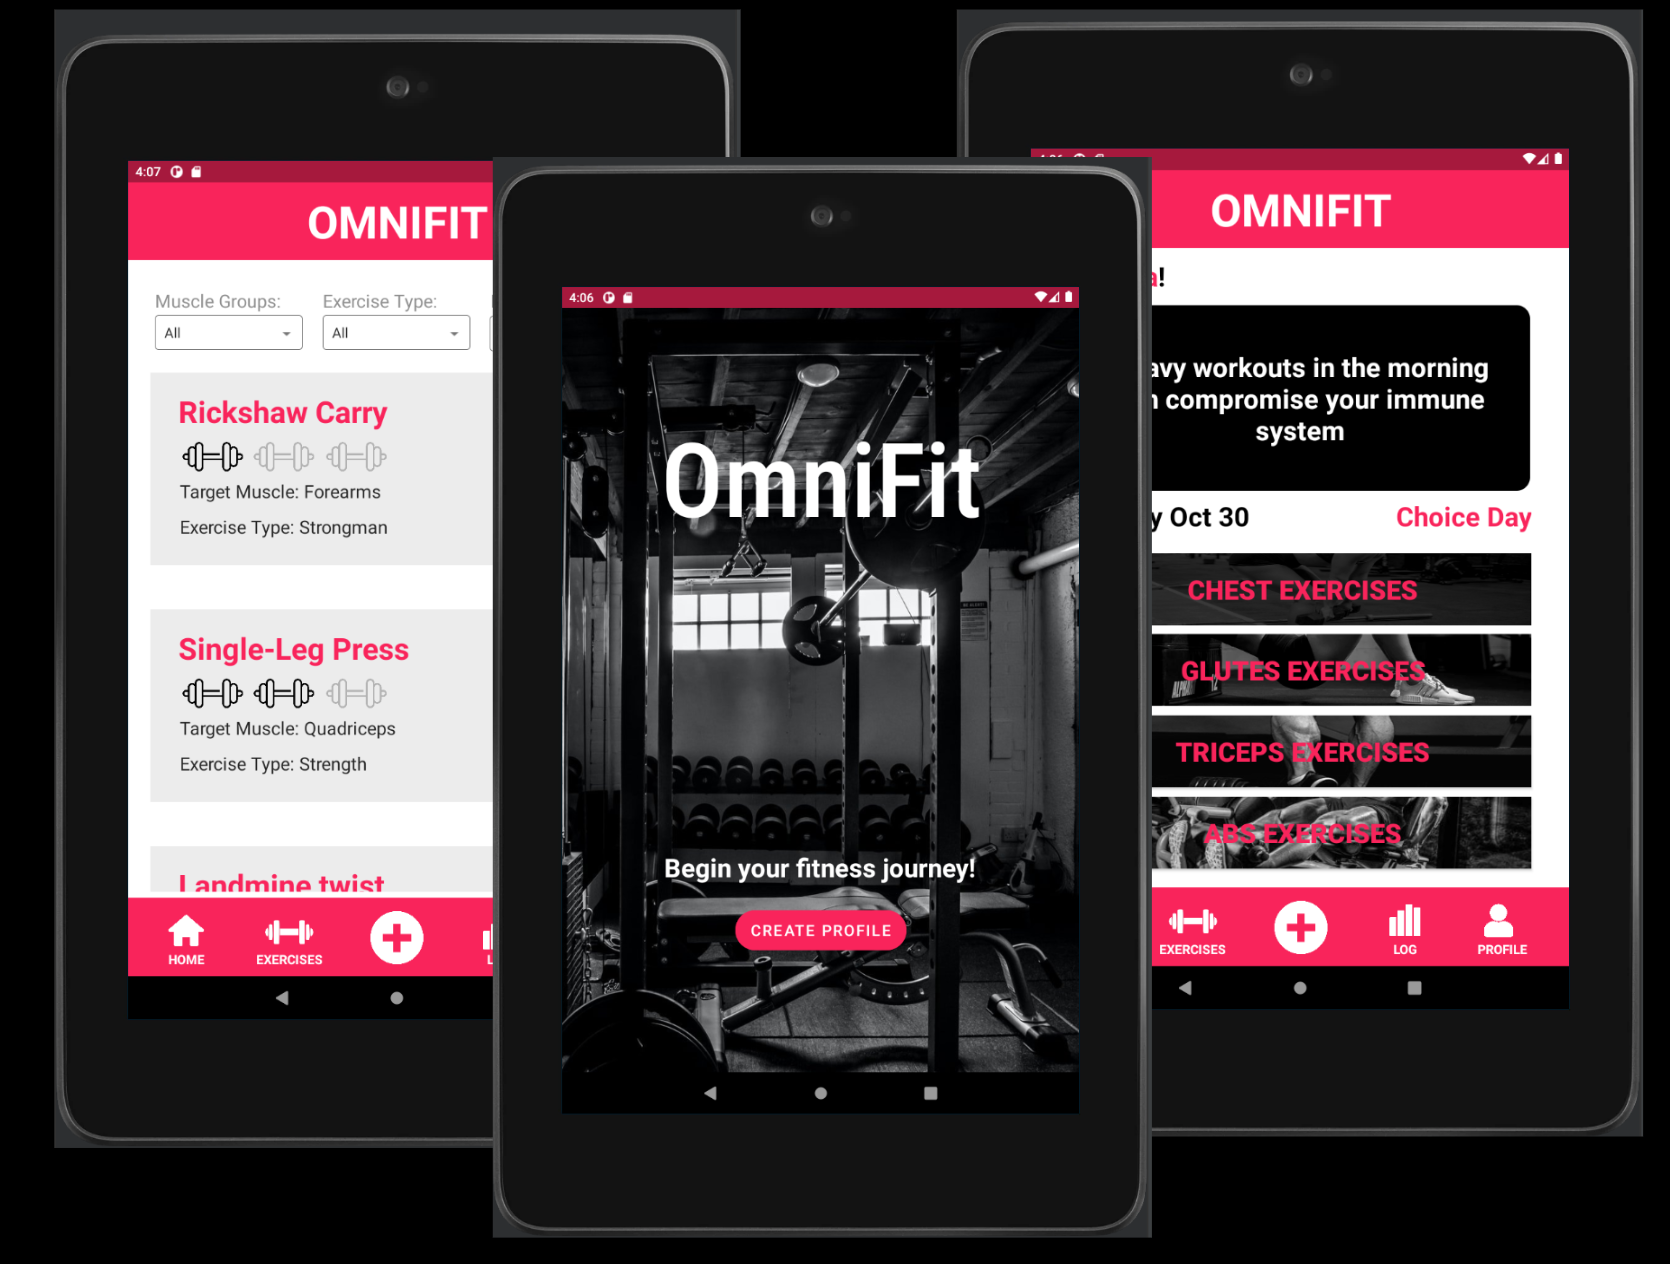 4:07
OMNIFIT
Muscle Groups:
Exercise Type:
All
All
Rickshaw Carry
Target Muscle: Forearms
Exercise Type: Strongman
Single-Leg Press
Target Muscle: Quadriceps
Exercise Type: Strength
Landmine twist
HOME
EXERCISES
4:06
OmniFit
Begin your fitness journey!
CREATE PROFILE
OMNIFIT
!
workouts in the morning
compromise your immune
system
Oct 30
Choice Day
CHEST EXERCISES
GLUTES EXERCISES
TRICEPS EXERCISES
ABS EXERCISES
EXERCISES
LOG
PROFILE